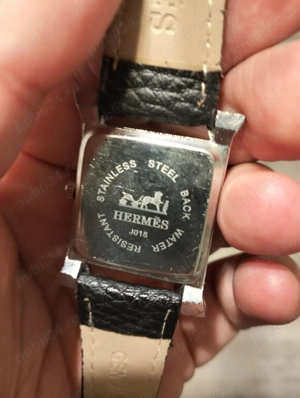 STAINLESS STEEL BACK WATER RESISTANT
HERMÈS
J018